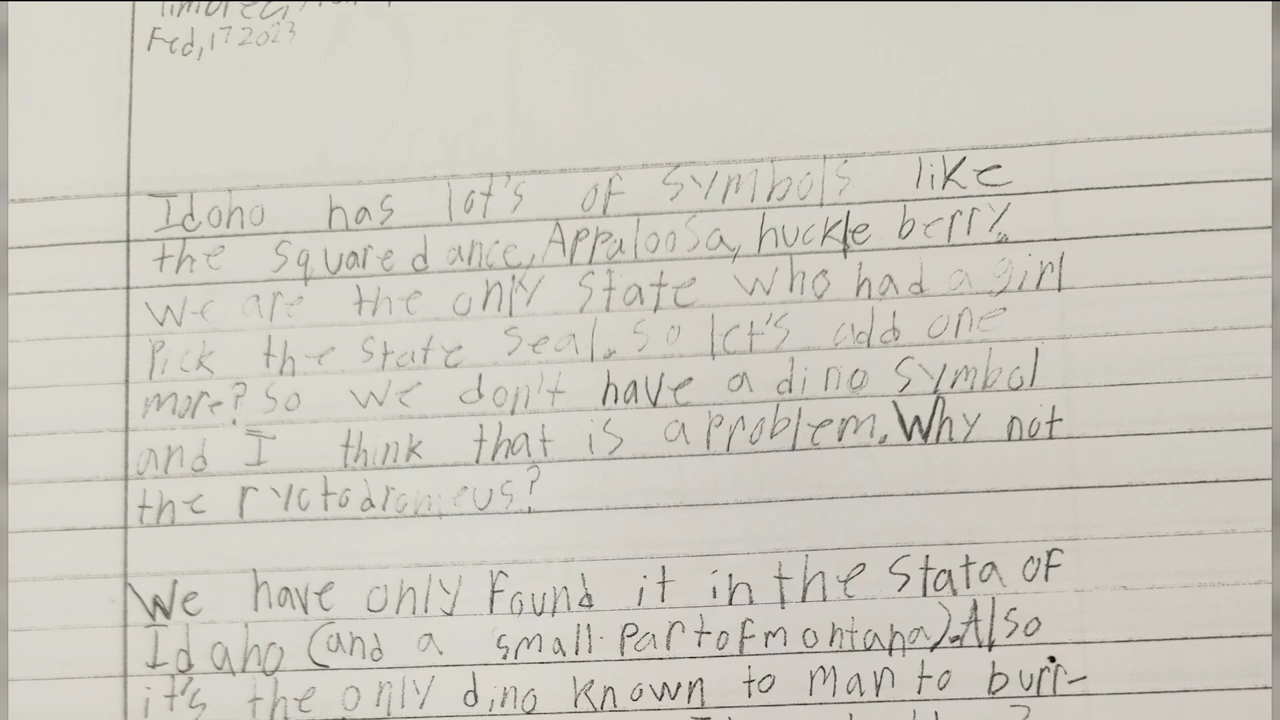 Fed, 17 2023
Idoho has lot's of symbols like
the square dance, Appaloosa, huckle berry.
We are the only state who had a girl
Pick the state seal. so let's add one
more? so we don't have a dino symbol
and I think that is a problem. Why not
the ryctodromeus?
We have only found it in the stata of
Idaho (and a small part of montana). Also
it's the only dino known to man to burr-